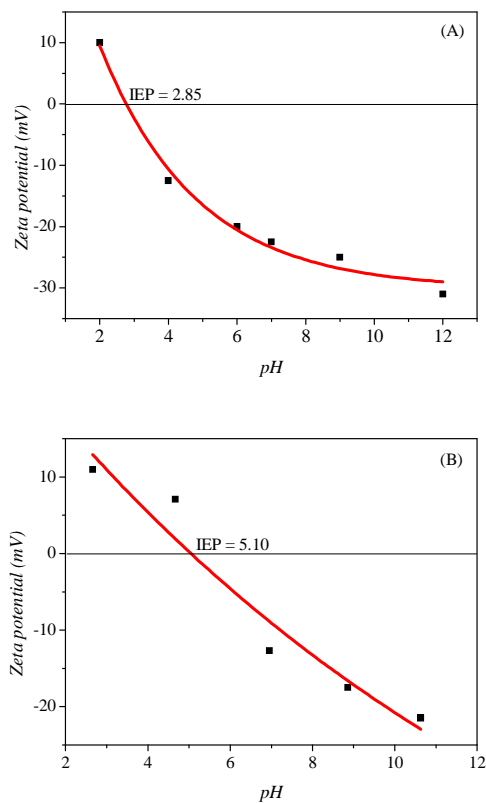 (A)
10
IEP = 2.85
0
-10
-20
-30
Zeta potential (mV)
2 4 6 8 10 12
pH
(B)
10
IEP = 5.10
0
-10
-20
Zeta potential (mV)
2 4 6 8 10 12
pH